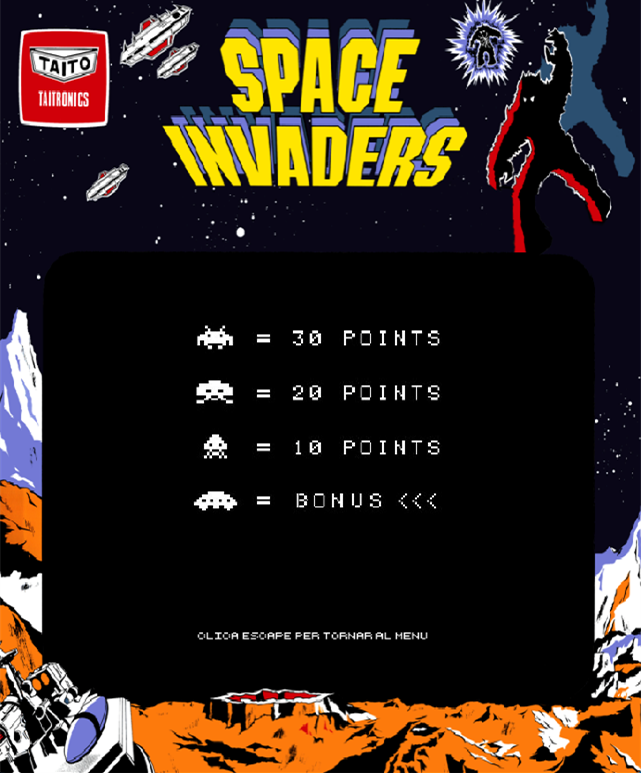 TAITO
TAITRONICS
SPACE
INVADERS
= 30 POINTS
= 20 POINTS
= 10 POINTS
= BONUS <<<
CLICA ESCAPE PER TORNAR AL MENU